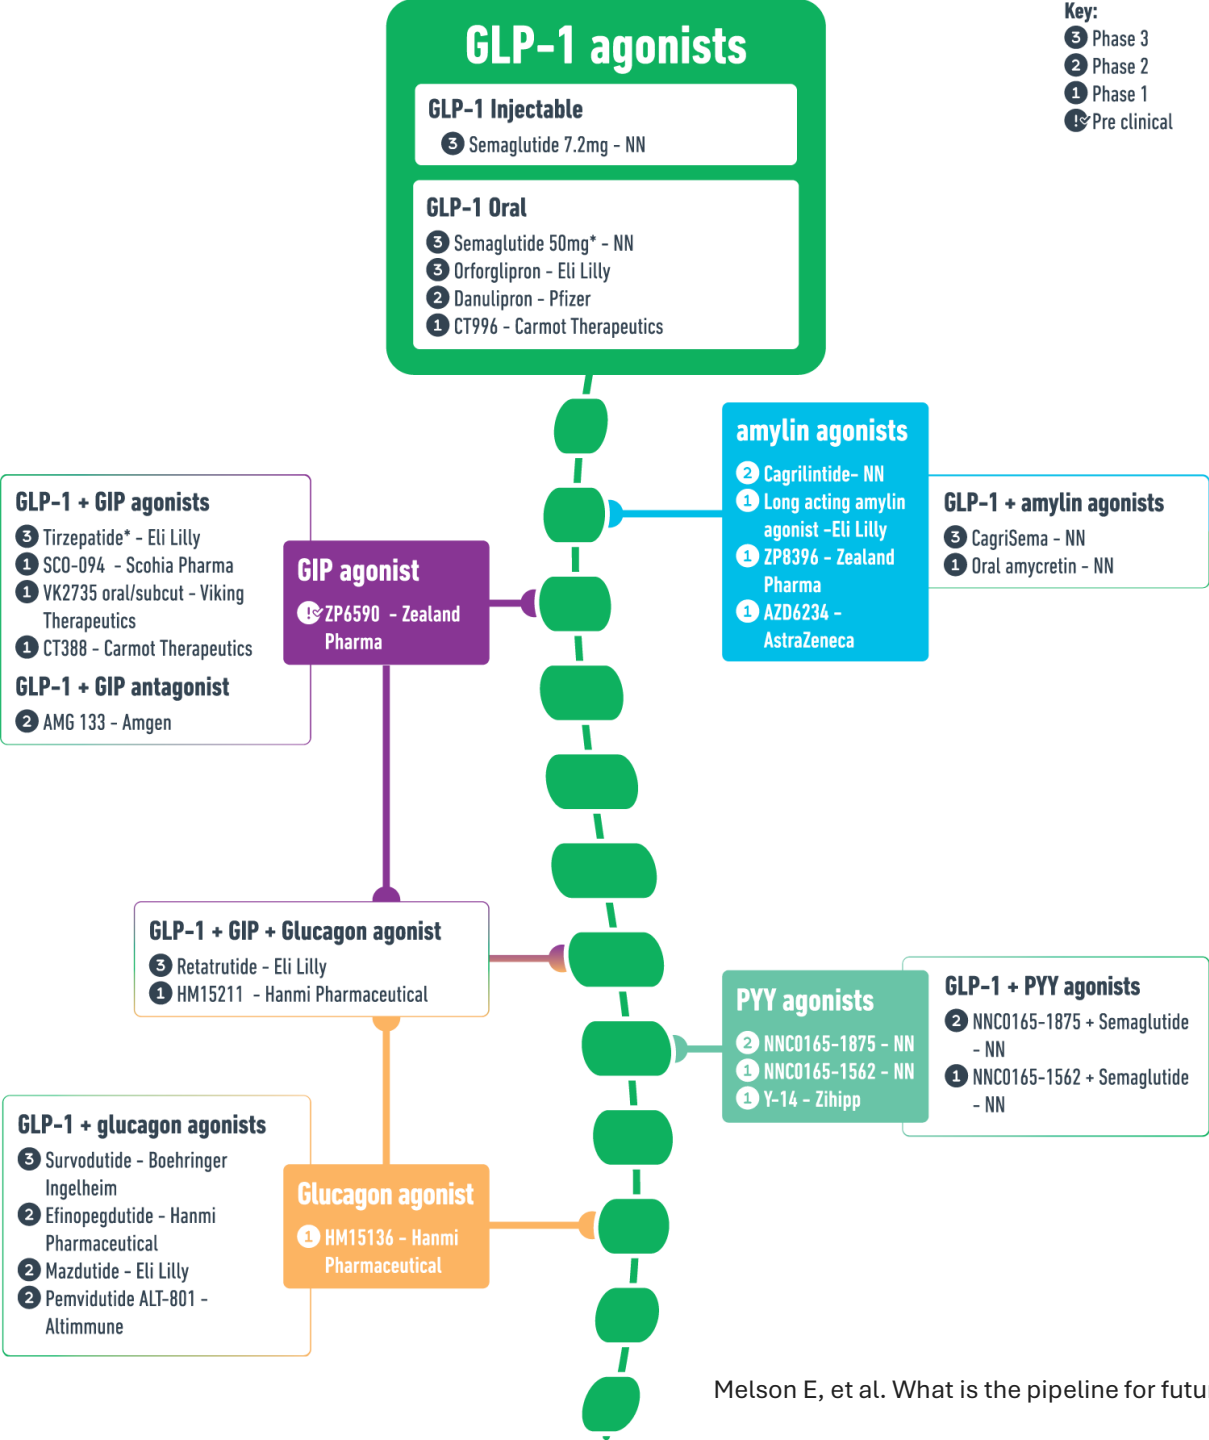 GLP-1 agonists
GLP-1 Injectable
3 Semaglutide 7.2mg - NN
GLP-1 Oral
3 Semaglutide 50mg* - NN
3 Orforglipron - Eli Lilly
2 Danulipron - Pfizer
1 CT996 - Carmot Therapeutics
Key:
3 Phase 3
2 Phase 2
1 Phase 1
! Pre clinical
amylin agonists
2 Cagrilintide- NN
1 Long acting amylin
agonist -Eli Lilly
1 ZP8396 - Zealand
Pharma
1 AZD6234 -
AstraZeneca
GLP-1 + amylin agonists
3 CagriSema - NN
1 Oral amycretin - NN
GLP-1 + GIP agonists
3 Tirzepatide* - Eli Lilly
1 SCO-094 - Scohia Pharma
1 VK2735 oral/subcut - Viking
Therapeutics
1 CT388 - Carmot Therapeutics
GLP-1 + GIP antagonist
2 AMG 133 - Amgen
GIP agonist
! ZP6590 - Zealand
Pharma
GLP-1 + GIP + Glucagon agonist
3 Retatrutide - Eli Lilly
1 HM15211 - Hanmi Pharmaceutical
PYY agonists
2 NNC0165-1875 - NN
1 NNC0165-1562 - NN
1 Y-14 - Zihipp
GLP-1 + PYY agonists
2 NNC0165-1875 + Semaglutide
- NN
1 NNC0165-1562 + Semaglutide
- NN
GLP-1 + glucagon agonists
3 Survodutide - Boehringer
Ingelheim
2 Efinopegdutide - Hanmi
Pharmaceutical
2 Mazdutide - Eli Lilly
2 Pemvidutide ALT-801 -
Altimmune
Glucagon agonist
1 HM15136 - Hanmi
Pharmaceutical
Melson E, et al. What is the pipeline for